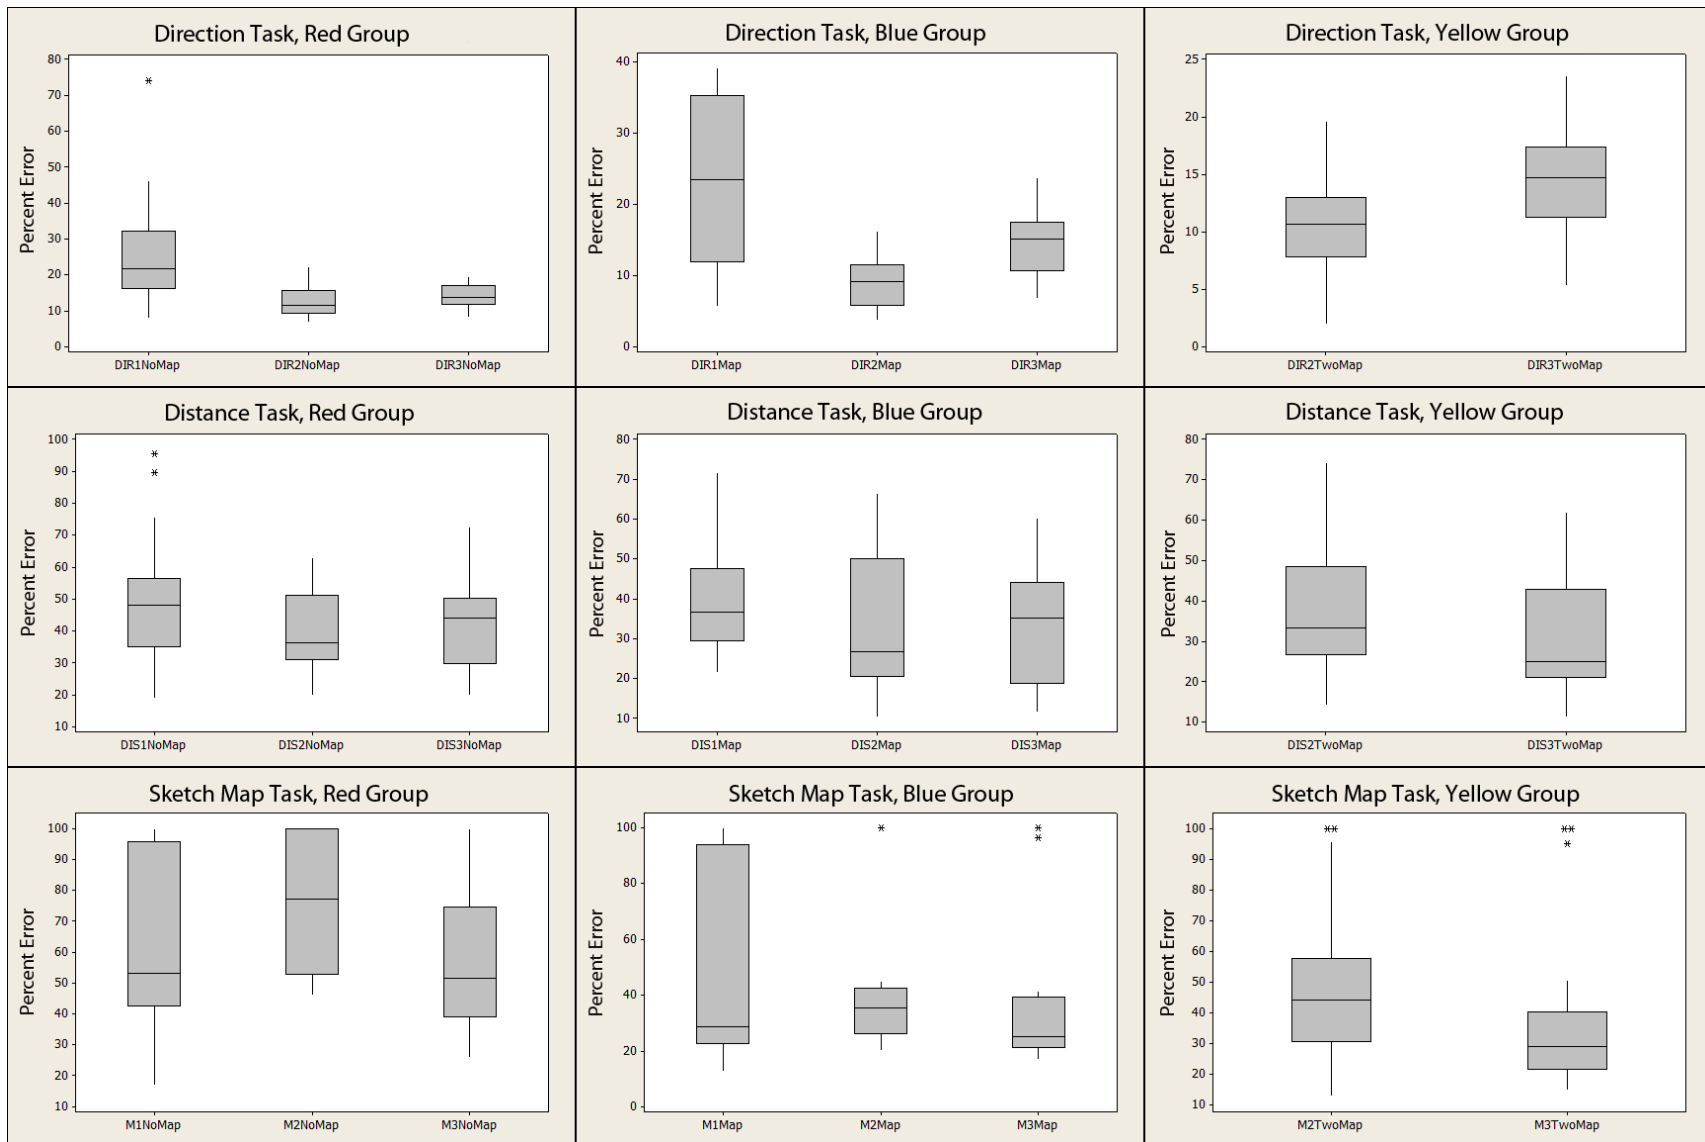 Direction Task, Red Group
Percent Error
80
70
60
50
40
30
20
10
0
*
DIR1NoMap DIR2NoMap DIR3NoMap
Direction Task, Blue Group
Percent Error
40
30
20
10
0
DIR1Map DIR2Map DIR3Map
Direction Task, Yellow Group
Percent Error
25
20
15
10
5
0
DIR2TwoMap DIR3TwoMap
Distance Task, Red Group
Percent Error
100
90
80
70
60
50
40
30
20
10
*
*
DIS1NoMap DIS2NoMap DIS3NoMap
Distance Task, Blue Group
Percent Error
80
70
60
50
40
30
20
10
DIS1Map DIS2Map DIS3Map
Distance Task, Yellow Group
Percent Error
80
70
60
50
40
30
20
10
DIS2TwoMap DIS3TwoMap
Sketch Map Task, Red Group
Percent Error
100
90
80
70
60
50
40
30
20
10
M1NoMap M2NoMap M3NoMap
Sketch Map Task, Blue Group
Percent Error
100
80
60
40
20
0
* *
*
M1Map M2Map M3Map
Sketch Map Task, Yellow Group
Percent Error
100
90
80
70
60
50
40
30
20
10
** **
*
M2TwoMap M3TwoMap